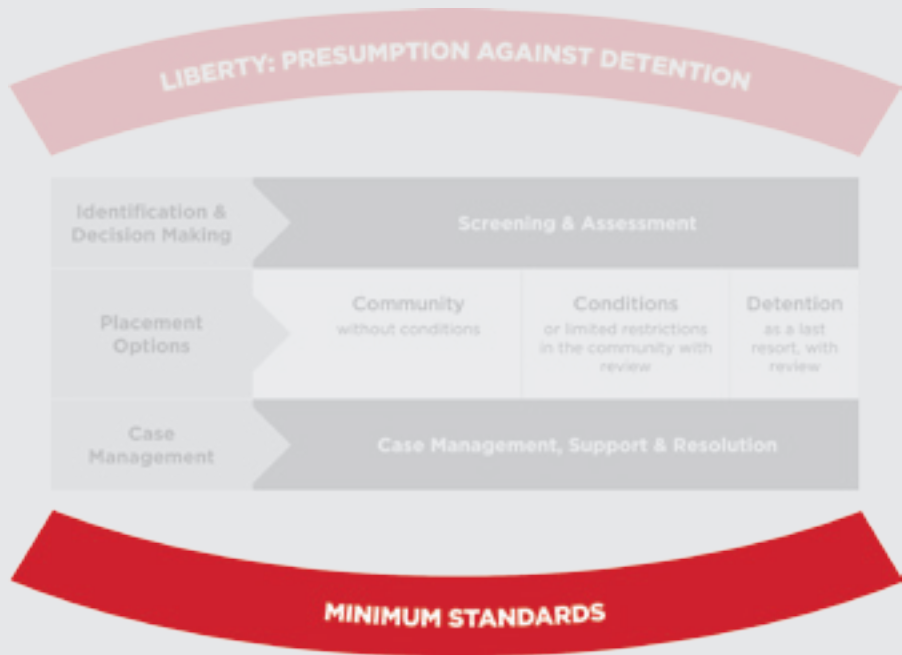 LIBERTY: PRESUMPTION AGAINST DETENTION
Identification &
Decision Making
Screening & Assessment
Placement
Options
Community
without conditions
Conditions
or limited restrictions
in the community with
review
Detention
as a last
resort, with
review
Case
Management
Case Management, Support & Resolution
MINIMUM STANDARDS